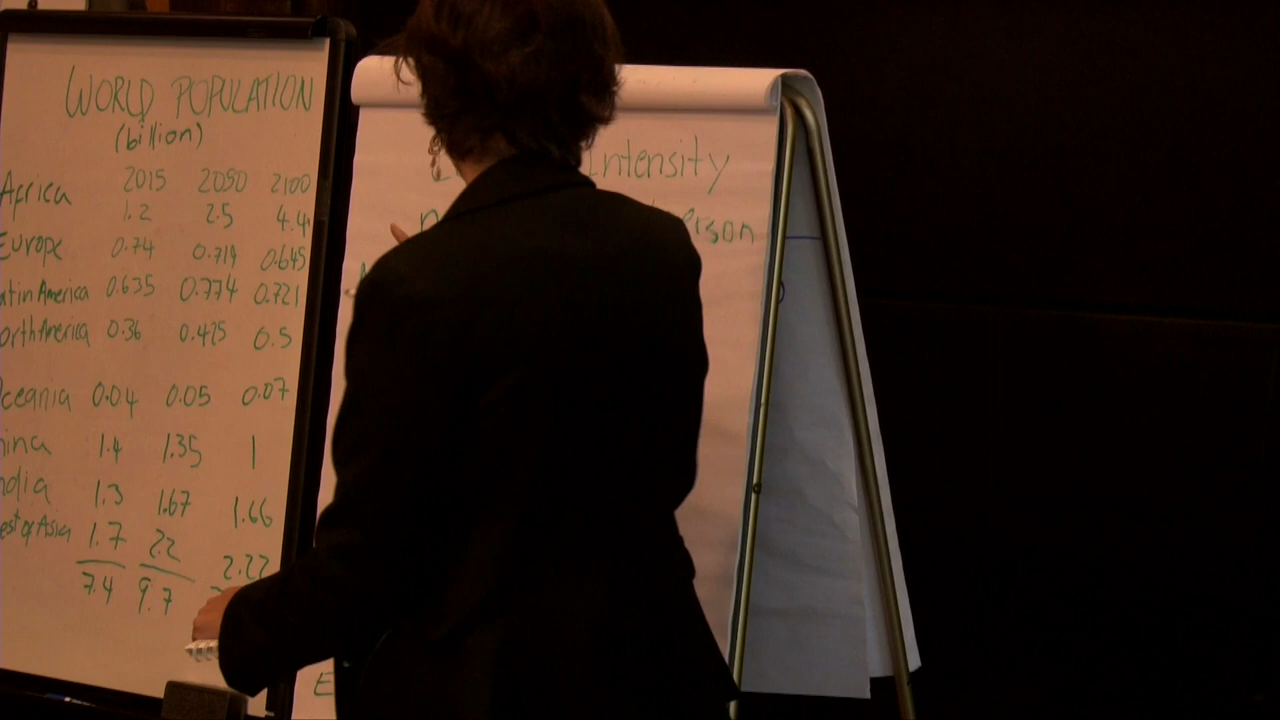 WORLD POPULATION
(billion)
2015 2050 2100
Africa 1.2 2.5 4.4
Europe 0.74 0.719 0.645
atin America 0.635 0.774 0.721
orth America 0.36 0.425 0.5
ceania 0.04 0.05 0.07
hina 1.4 1.35 1
ndia 1.3 1.67 1.66
est of Asia 1.7 2.2 2.22
7.4 9.7
Intensity
erson
E